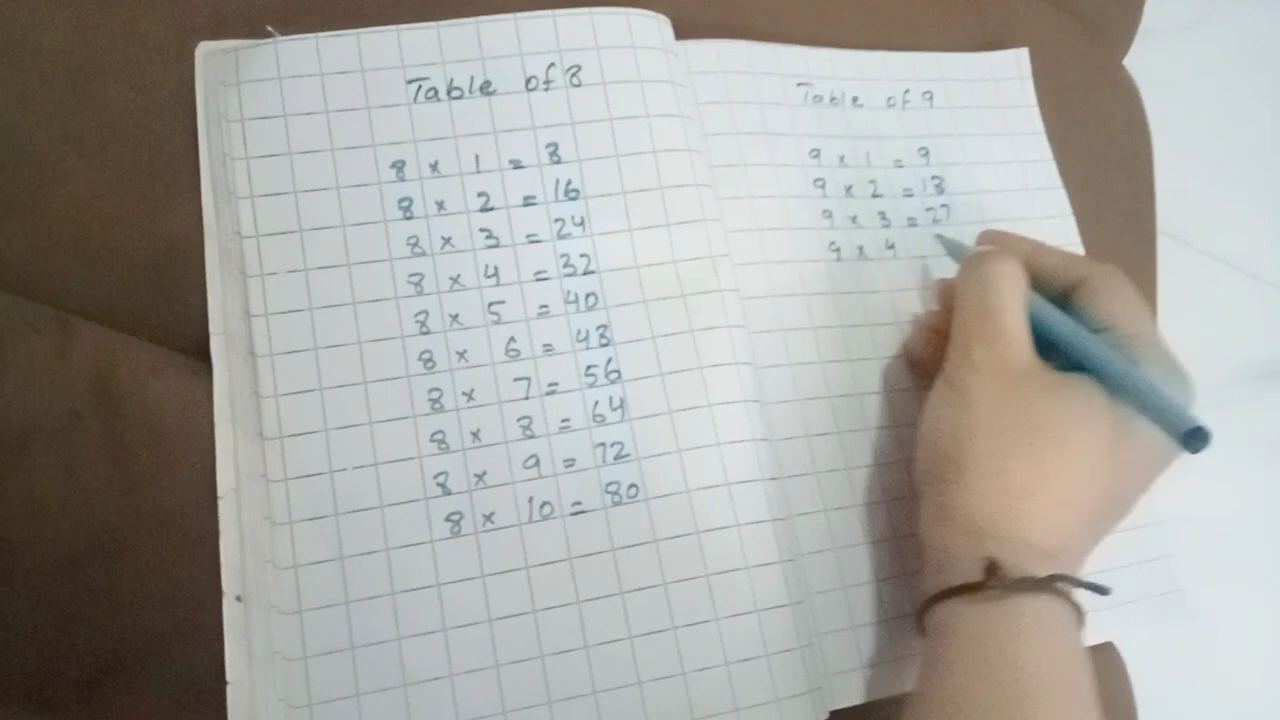 Table of 8
8 × 1 = 8
8 × 2 = 16
8 × 3 = 24
8 × 4 = 32
8 × 5 = 40
8 × 6 = 48
8 × 7 = 56
8 × 8 = 64
8 × 9 = 72
8 × 10 = 80
Table of 9
9 × 1 = 9
9 × 2 = 18
9 × 3 = 27
9 × 4